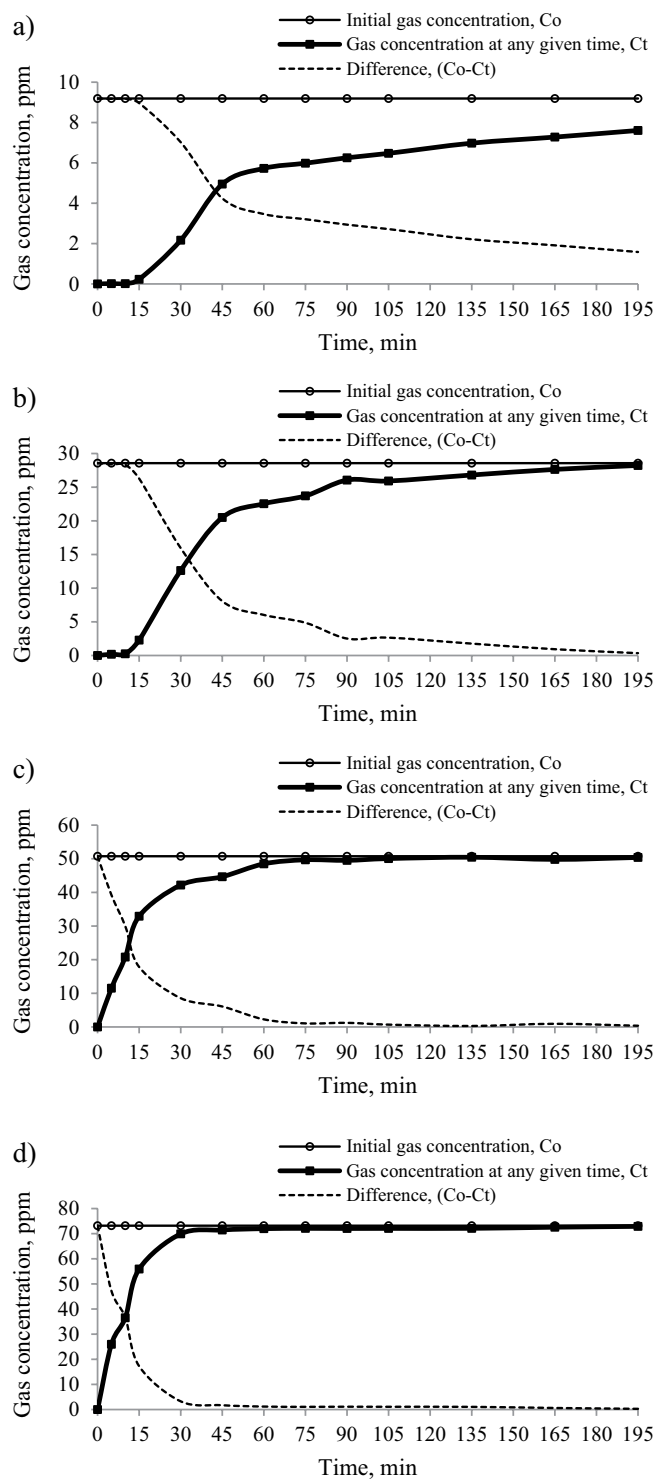 a)
Initial gas concentration, Co
Gas concentration at any given time, Ct
Difference, (Co-Ct)
Gas concentration, ppm
10
8
6
4
2
0
0 15 30 45 60 75 90 105 120 135 150 165 180 195
Time, min
b)
Initial gas concentration, Co
Gas concentration at any given time, Ct
Difference, (Co-Ct)
Gas concentration, ppm
30
25
20
15
10
5
0
0 15 30 45 60 75 90 105 120 135 150 165 180 195
Time, min
c)
Initial gas concentration, Co
Gas concentration at any given time, Ct
Difference, (Co-Ct)
Gas concentration, ppm
60
50
40
30
20
10
0
0 15 30 45 60 75 90 105 120 135 150 165 180 195
Time, min
d)
Initial gas concentration, Co
Gas concentration at any given time, Ct
Difference, (Co-Ct)
Gas concentration, ppm
80
70
60
50
40
30
20
10
0
0 15 30 45 60 75 90 105 120 135 150 165 180 195
Time, min